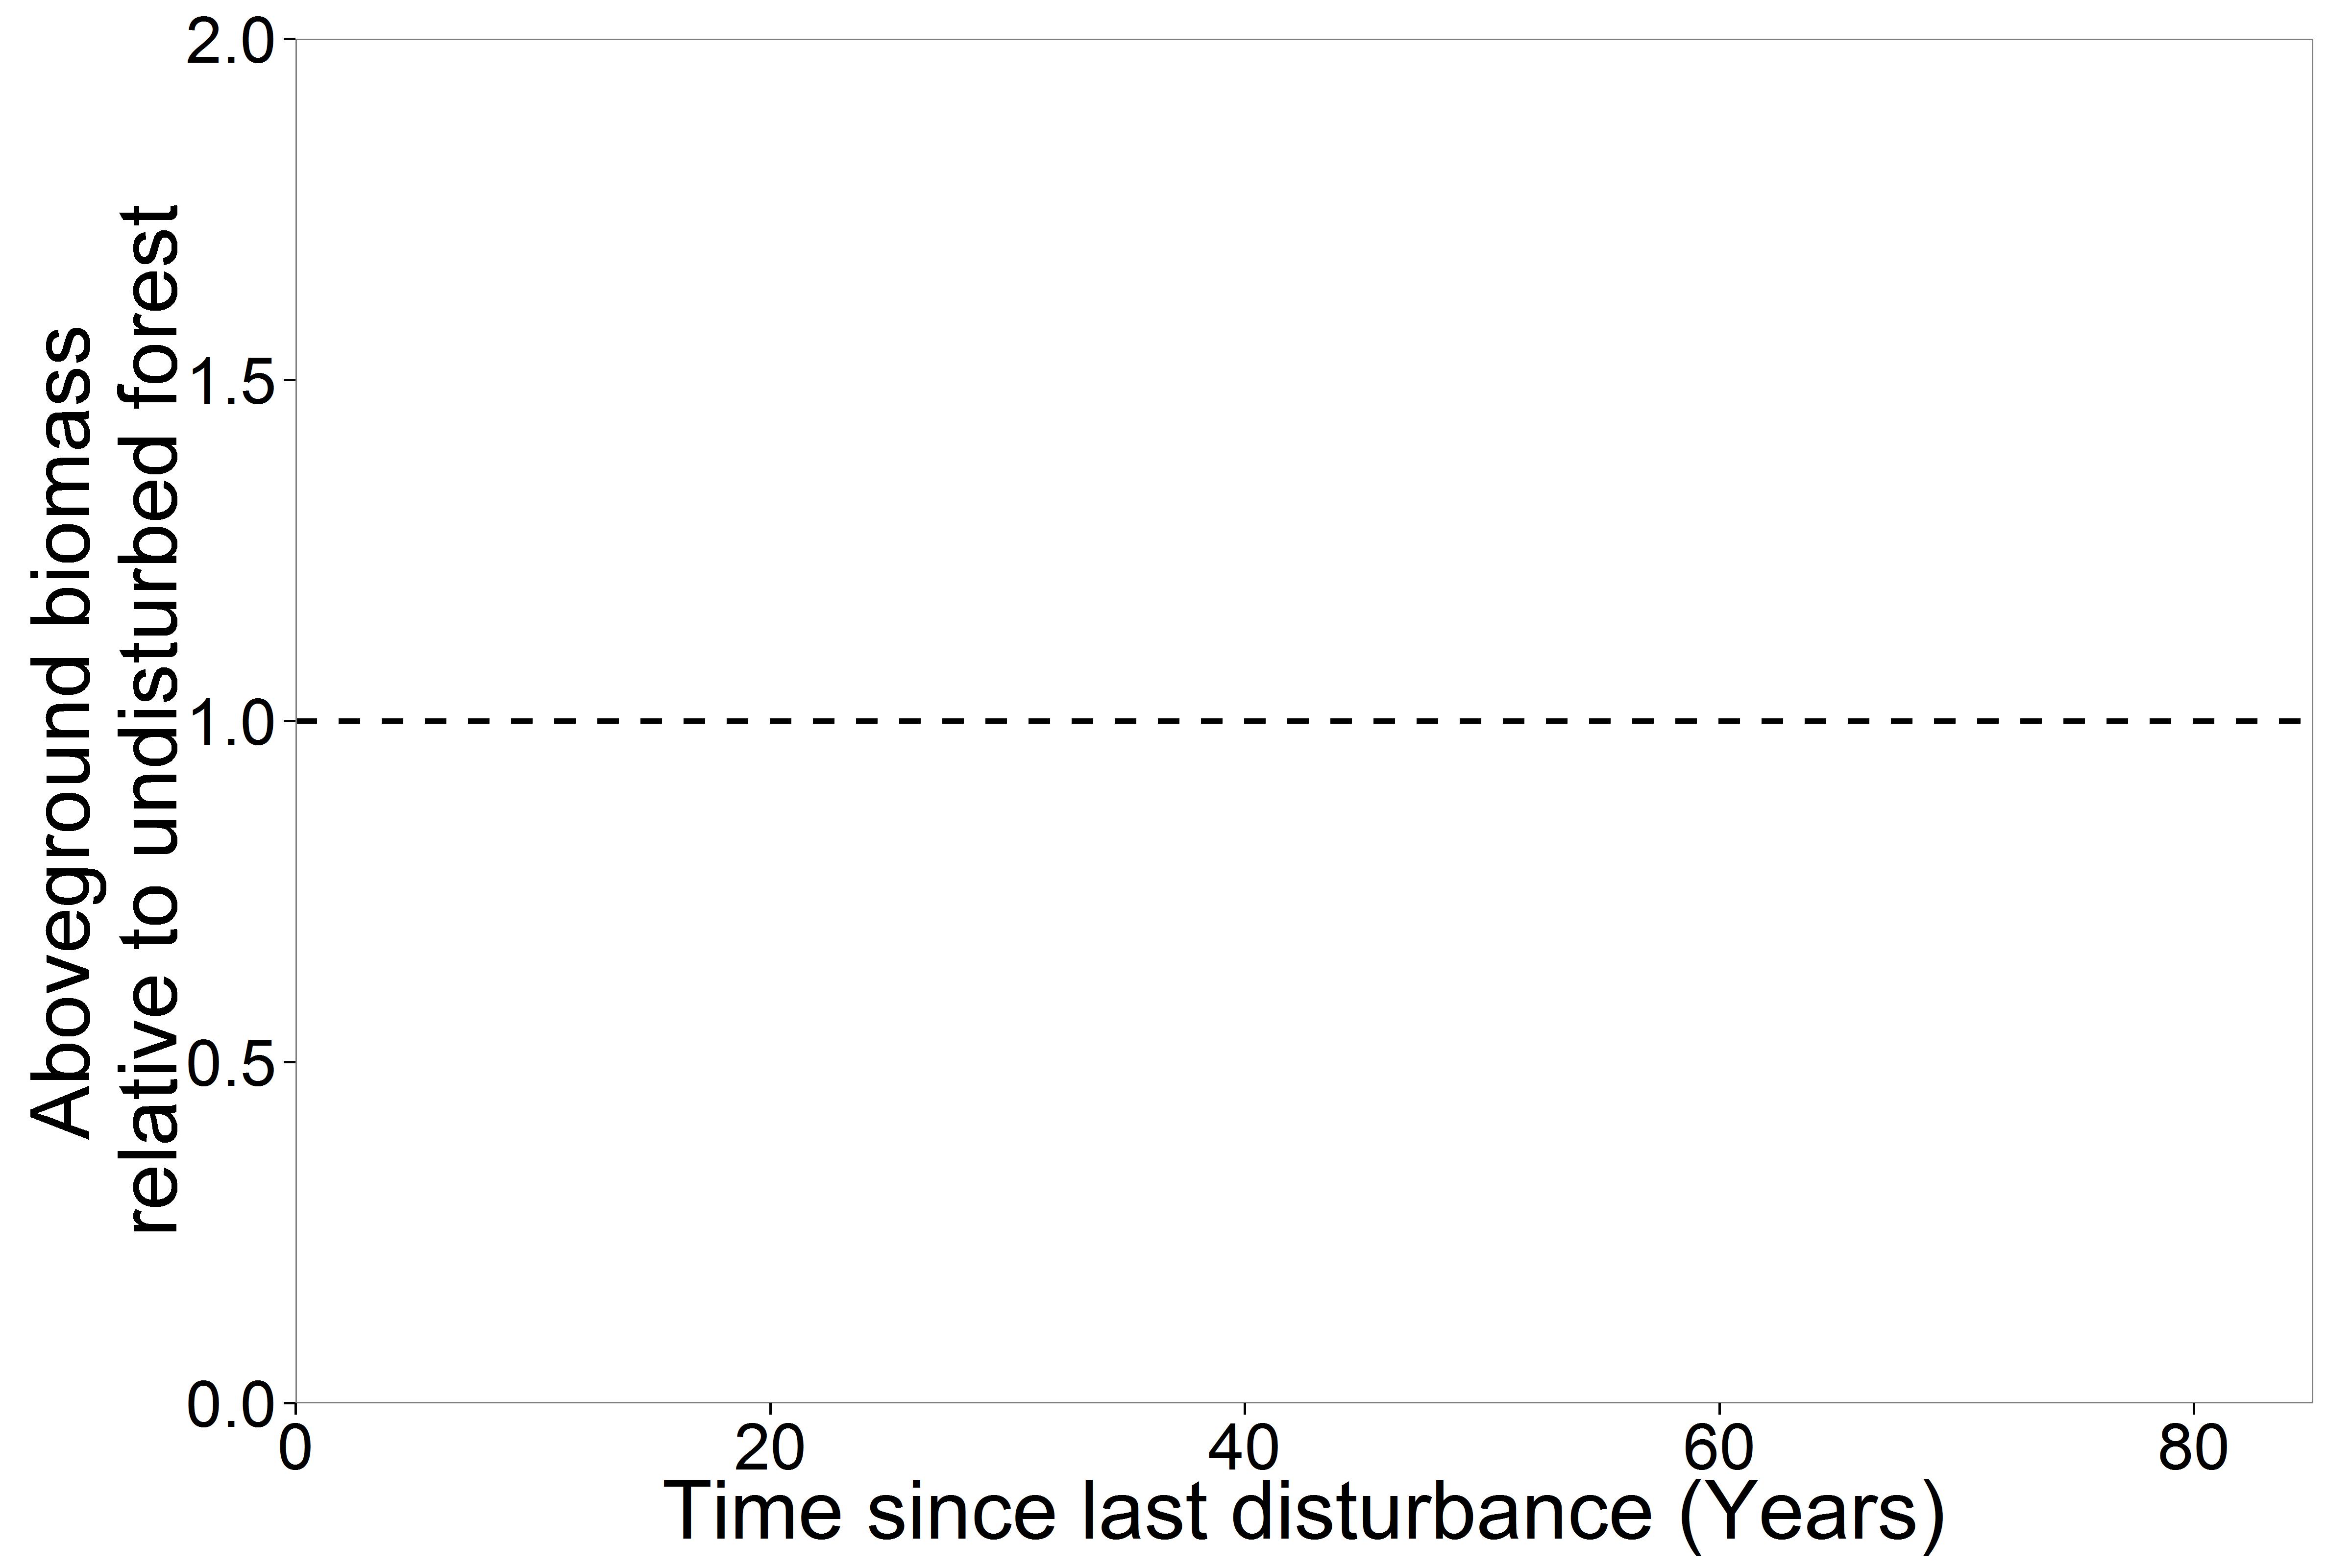 Aboveground biomass
relative to undisturbed forest
2.0
1.5
1.0
0.5
0.0
0 20 40 60 80
Time since last disturbance (Years)